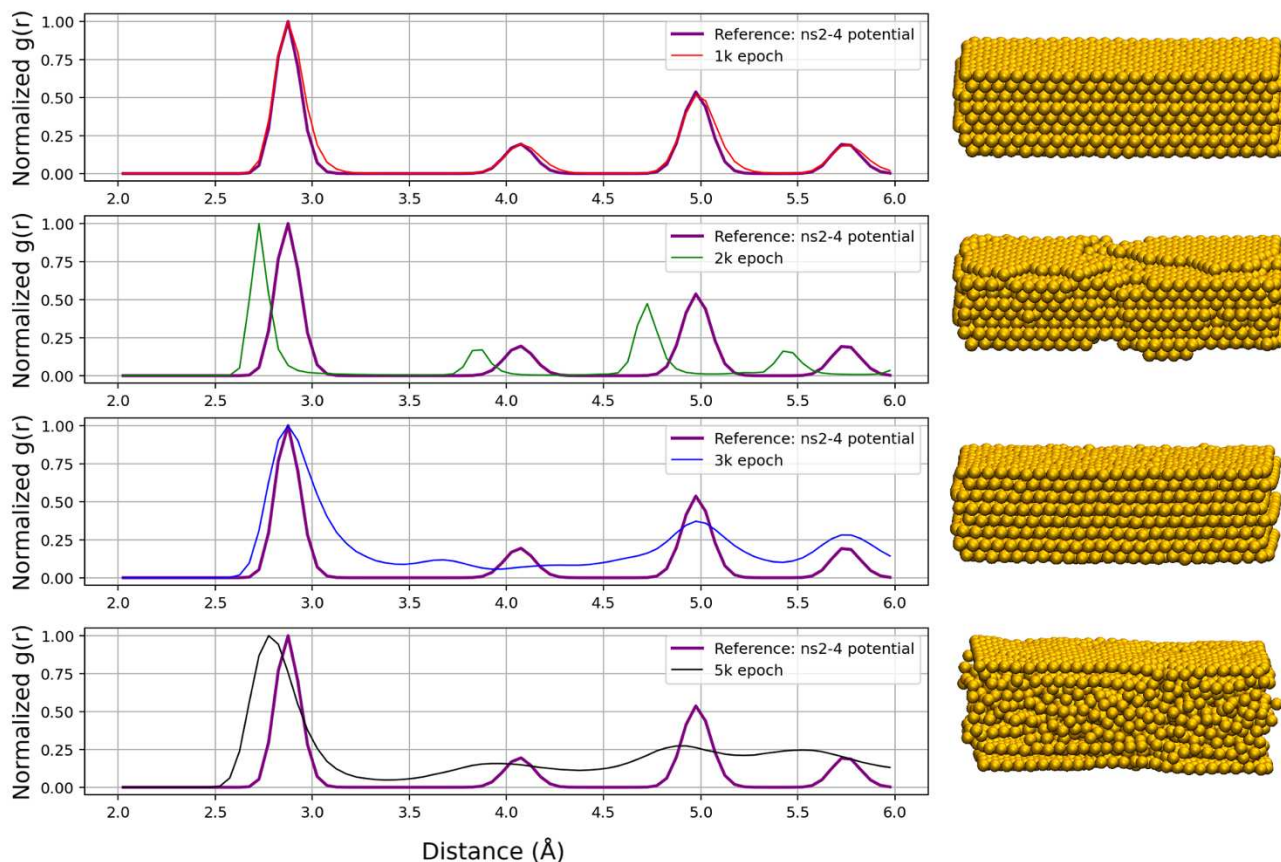 Normalized g(r)
1.00
0.75
0.50
0.25
0.00
Reference: ns2-4 potential
1k epoch
2.0 2.5 3.0 3.5 4.0 4.5 5.0 5.5 6.0
Normalized g(r)
1.00
0.75
0.50
0.25
0.00
Reference: ns2-4 potential
2k epoch
2.0 2.5 3.0 3.5 4.0 4.5 5.0 5.5 6.0
Normalized g(r)
1.00
0.75
0.50
0.25
0.00
Reference: ns2-4 potential
3k epoch
2.0 2.5 3.0 3.5 4.0 4.5 5.0 5.5 6.0
Normalized g(r)
1.00
0.75
0.50
0.25
0.00
Reference: ns2-4 potential
5k epoch
2.0 2.5 3.0 3.5 4.0 4.5 5.0 5.5 6.0
Distance (Å)